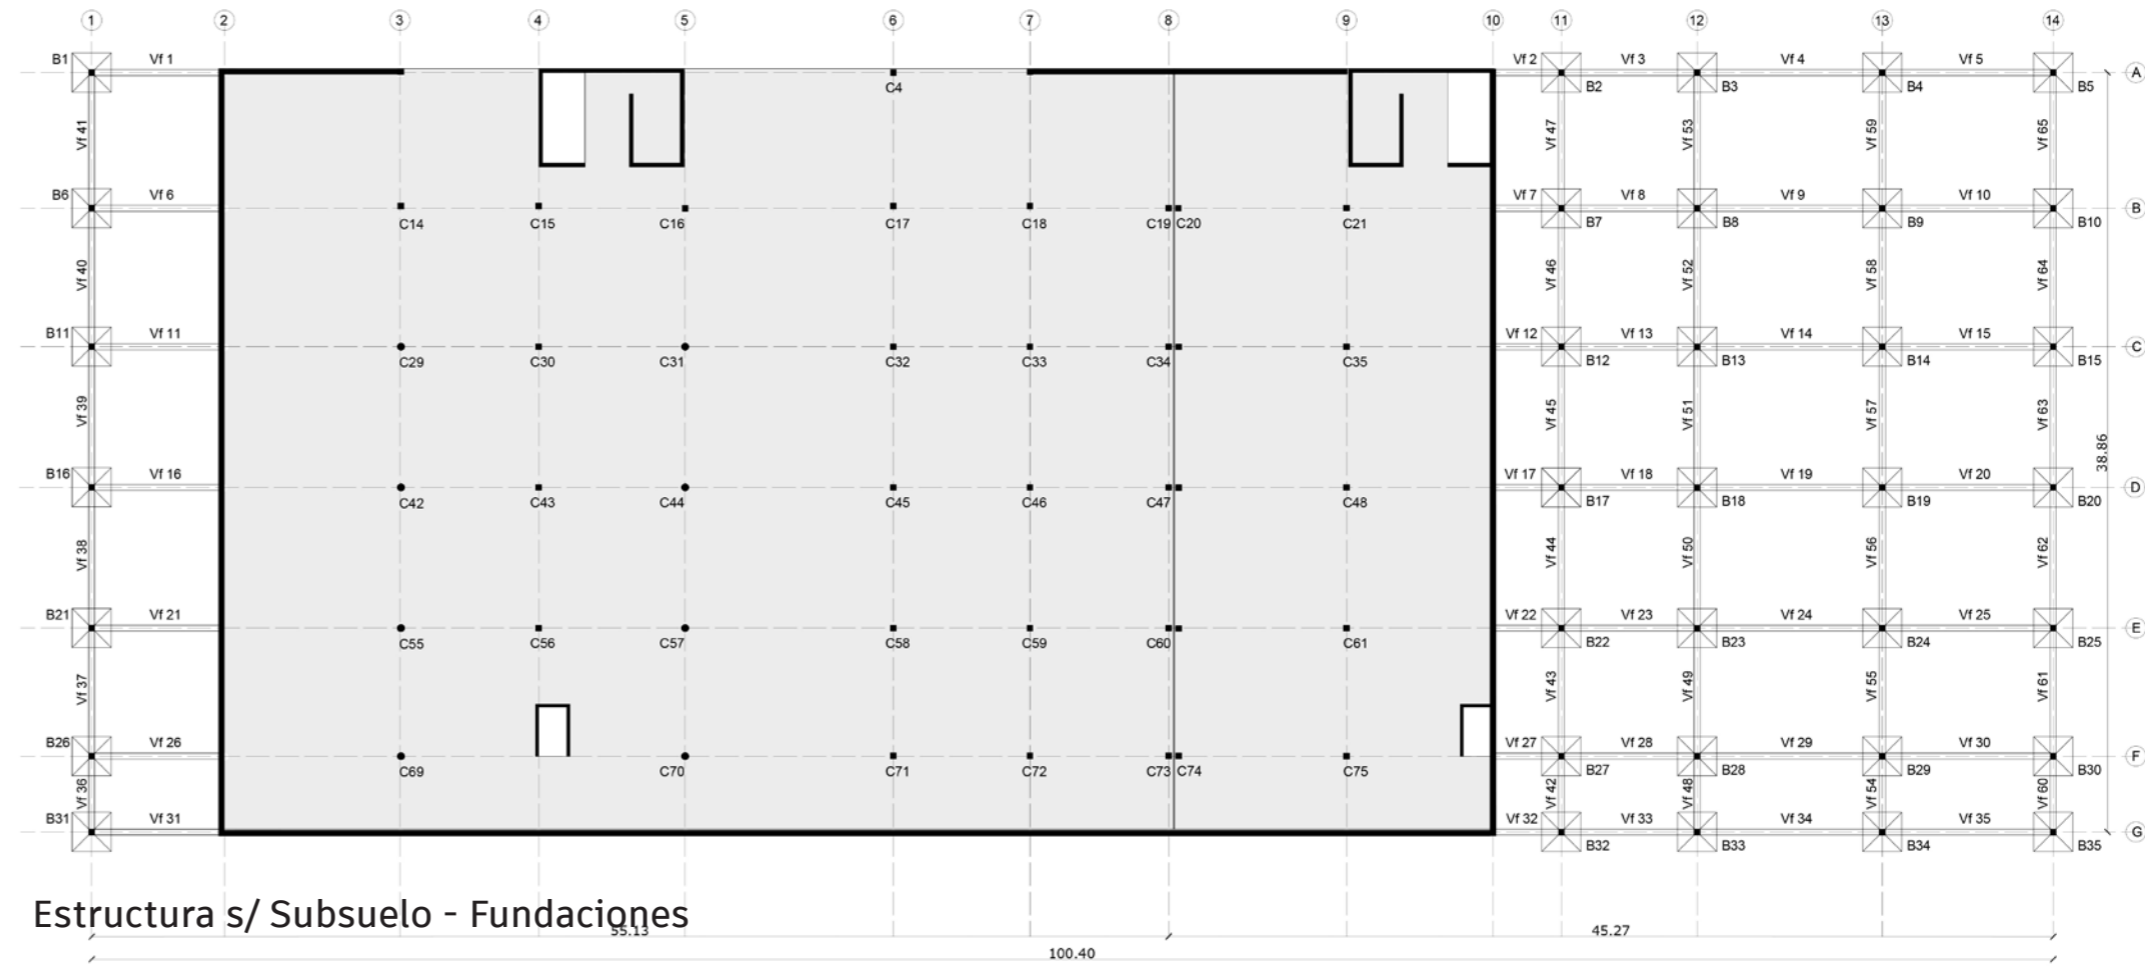 1 2 3 4 5 6 7 8 9 10 11 12 13 14
B1 Vf 1 Vf 2 Vf 3 Vf 4 Vf 5 A
C4 B2 B3 B4 B5
Vf 41 Vf 47 Vf 53 Vf 59 Vf 65
B6 Vf 6 Vf 7 Vf 8 Vf 9 Vf 10 B
C14 C15 C16 C17 C18 C19 C20 C21 B7 B8 B9 B10
Vf 40 Vf 46 Vf 52 Vf 58 Vf 64
B11 Vf 11 Vf 12 Vf 13 Vf 14 Vf 15 C
C29 C30 C31 C32 C33 C34 C35 B12 B13 B14 B15
Vf 39 Vf 45 Vf 51 Vf 57 Vf 63
38.86
B16 Vf 16 Vf 17 Vf 18 Vf 19 Vf 20 D
C42 C43 C44 C45 C46 C47 C48 B17 B18 B19 B20
Vf 38 Vf 44 Vf 50 Vf 56 Vf 62
B21 Vf 21 Vf 22 Vf 23 Vf 24 Vf 25 E
C55 C56 C57 C58 C59 C60 C61 B22 B23 B24 B25
Vf 37 Vf 43 Vf 49 Vf 55 Vf 61
B26 Vf 26 Vf 27 Vf 28 Vf 29 Vf 30 F
C69 C70 C71 C72 C73 C74 C75 B27 B28 B29 B30
Vf 36 Vf 42 Vf 48 Vf 54 Vf 60
B31 Vf 31 Vf 32 Vf 33 Vf 34 Vf 35 G
B32 B33 B34 B35
Estructura s/ Subsuelo - Fundaciones
55.13 45.27
100.40